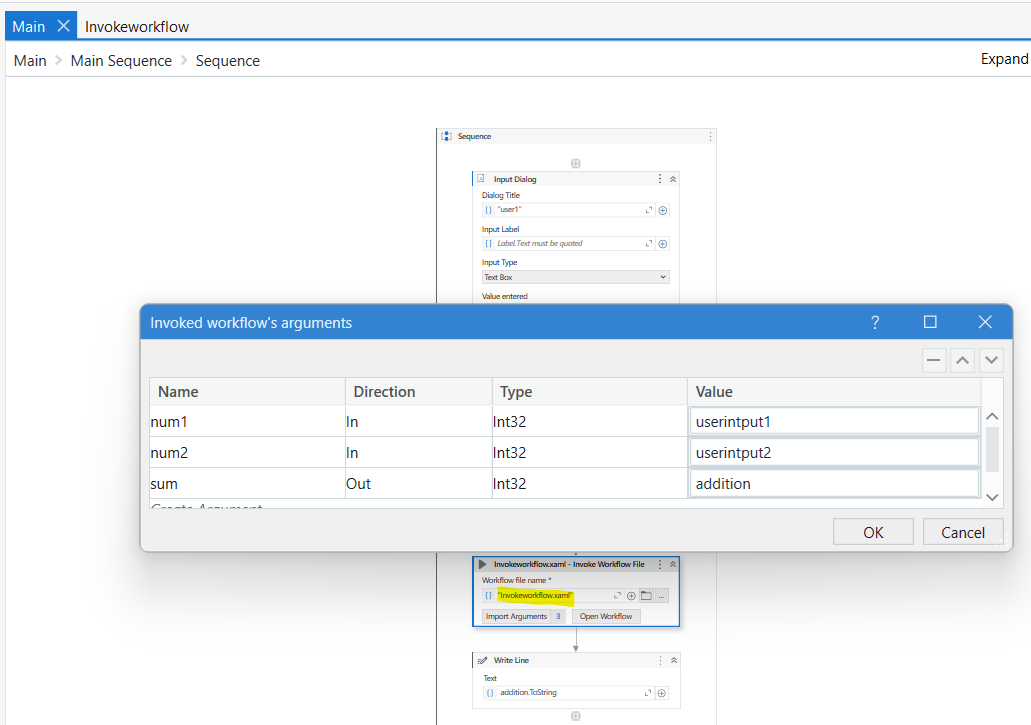 Main Invokeworkflow
Main > Main Sequence > Sequence Expand
Sequence
Input Dialog
Dialog Title
"user1"
Input Label
Label.Text must be quoted
Input Type
Text Box
Value entered
Invoked workflow's arguments ?
Name Direction Type Value
num1 In Int32 userintput1
num2 In Int32 userintput2
sum Out Int32 addition
Create Argument
OK Cancel
Invokeworkflow.xaml - Invoke Workflow File
Workflow file name *
"Invokeworkflow.xaml" ...
Import Arguments 3 Open Workflow
Write Line
Text
addition.ToString